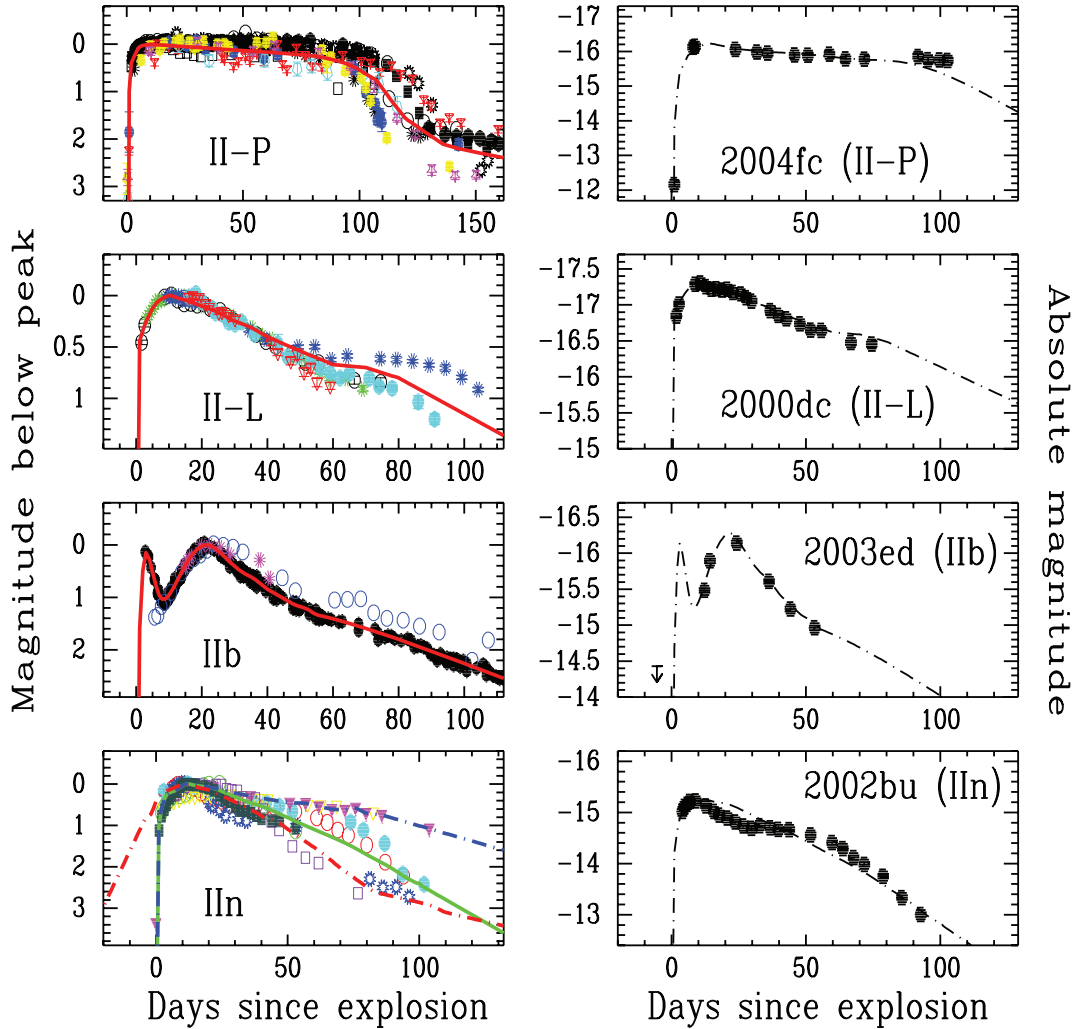 0
1
2
3
II-P
0 50 100 150
-17
-16
-15
-14
-13
-12
2004fc (II-P)
0 50 100
0
0.5
1
II-L
0 20 40 60 80 100
-17.5
-17
-16.5
-16
-15.5
-15
2000dc (II-L)
0 50 100
0
1
2
IIb
0 20 40 60 80 100
-16.5
-16
-15.5
-15
-14.5
-14
2003ed (IIb)
0 50 100
0
1
2
3
IIn
0 50 100
-16
-15
-14
-13
2002bu (IIn)
0 50 100
Days since explosion
Days since explosion
Magnitude below peak
Absolute magnitude